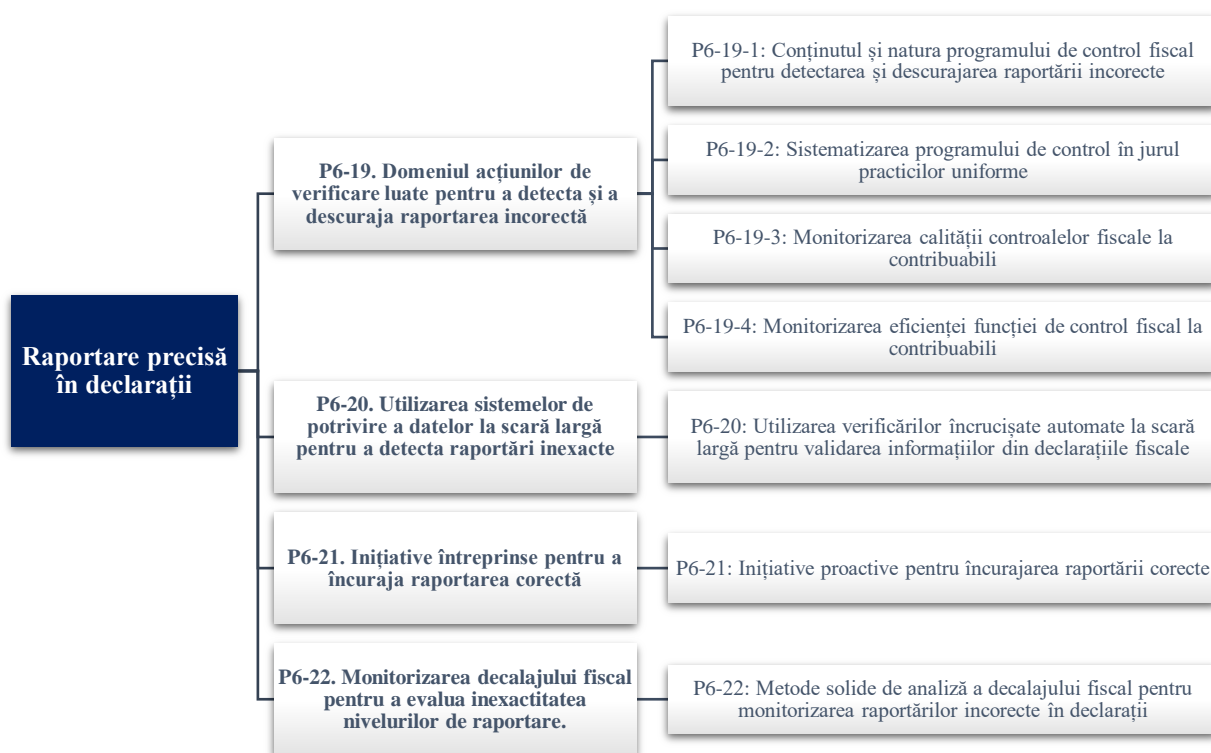 Raportare precisă
în declarații
P6-19. Domeniul acțiunilor de
verificare luate pentru a detecta și a
descuraja raportarea incorectă
P6-19-1: Conținutul și natura programului de control fiscal
pentru detectarea și descurajarea raportării incorecte
P6-19-2: Sistematizarea programului de control în jurul
practicilor uniforme
P6-19-3: Monitorizarea calității controalelor fiscale la
contribuabili
P6-19-4: Monitorizarea eficienței funcției de control fiscal la
contribuabili
P6-20. Utilizarea sistemelor de
potrivire a datelor la scară largă
pentru a detecta raportări inexacte
P6-20: Utilizarea verificărilor încrucișate automate la scară
largă pentru validarea informațiilor din declarațiile fiscale
P6-21. Inițiative întreprinse pentru a
încuraja raportarea corectă
P6-21: Inițiative proactive pentru încurajarea raportării corecte
P6-22. Monitorizarea decalajului fiscal
pentru a evalua inexactitatea
nivelurilor de raportare.
P6-22: Metode solide de analiză a decalajului fiscal pentru
monitorizarea raportărilor incorecte în declarații